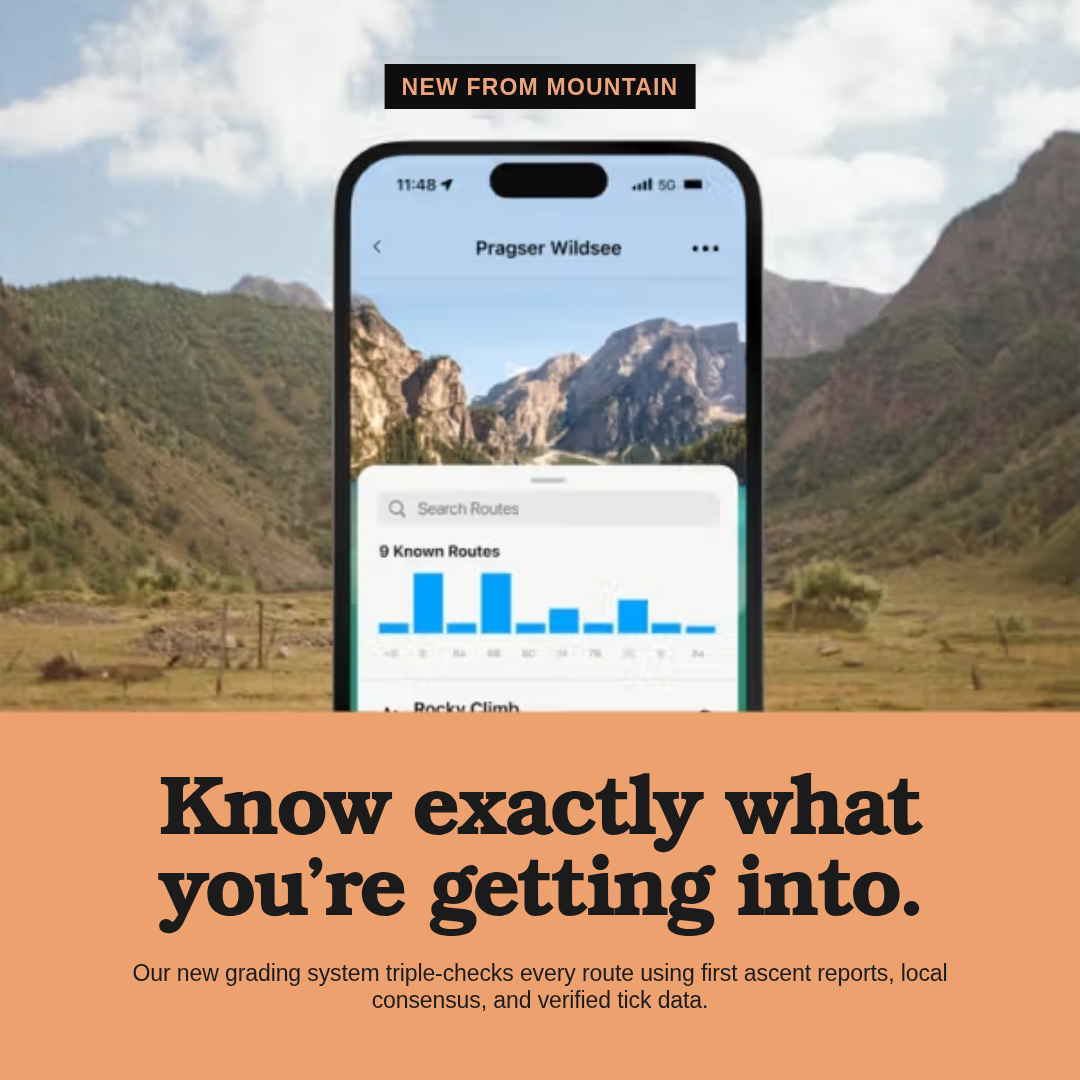 NEW FROM MOUNTAIN
11:48
5G
Pragser Wildsee
Search Routes
9 Known Routes
6B
Rocky Climb
Know exactly what
you’re getting into.
Our new grading system triple-checks every route using first ascent reports, local
consensus, and verified tick data.